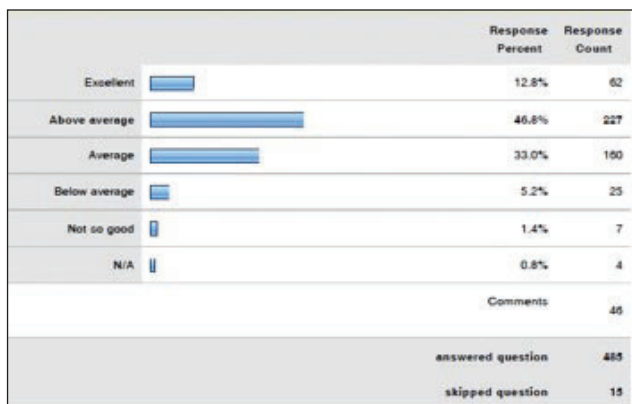 Response Percent Response Count
Excellent 12.8% 62
Above average 46.8% 227
Average 33.0% 160
Below average 5.2% 25
Not so good 1.4% 7
N/A 0.8% 4
Comments 46
answered question 485
skipped question 15